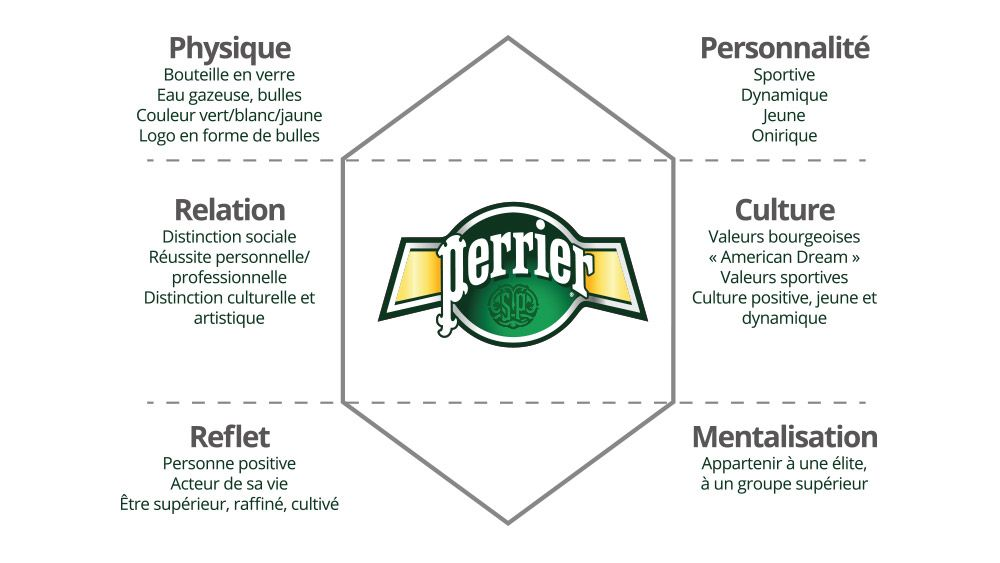 Physique
Bouteille en verre
Eau gazeuse, bulles
Couleur vert/blanc/jaune
Logo en forme de bulles
Personnalité
Sportive
Dynamique
Jeune
Onirique
Relation
Distinction sociale
Réussite personnelle/
professionnelle
Distinction culturelle et
artistique
perrier
®
Culture
Valeurs bourgeoises
« American Dream »
Valeurs sportives
Culture positive, jeune et
dynamique
Reflet
Personne positive
Acteur de sa vie
Être supérieur, raffiné, cultivé
Mentalisation
Appartenir à une élite,
à un groupe supérieur